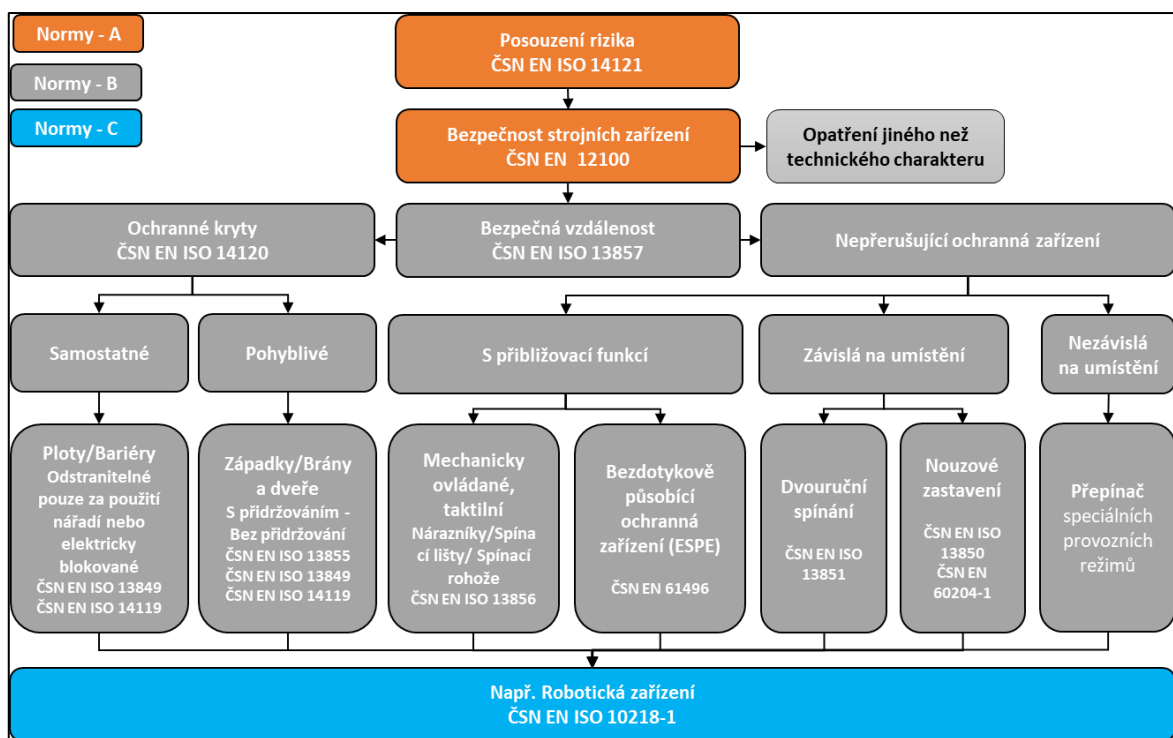 Normy - A
Normy - B
Normy - C
Posouzení rizika
ČSN EN ISO 14121
Bezpečnost strojních zařízení
ČSN EN  12100
Opatření jiného než
technického charakteru
Ochranné kryty
ČSN EN ISO 14120
Bezpečná vzdálenost
ČSN EN ISO 13857
Nepřerušující ochranná zařízení
Samostatné
Pohyblivé
S přibližovací funkcí
Závislá na umístění
Nezávislá
na umístění
Ploty/Bariéry
Odstranitelné
pouze za použití
nářadí nebo
elektricky
blokované
ČSN EN ISO 13849
ČSN EN ISO 14119
Západky/Brány
a dveře
S přidržováním -
Bez přidržování
ČSN EN ISO 13855
ČSN EN ISO 13849
ČSN EN ISO 14119
Mechanicky
ovládané,
taktilní
Nárazníky/Spína
cí lišty/ Spínací
rohože
ČSN EN ISO 13856
Bezdotykově
působící
ochranná
zařízení (ESPE)
ČSN EN 61496
Dvouruční
spínání
ČSN EN ISO
13851
Nouzové
zastavení
ČSN EN ISO
13850
ČSN EN
60204-1
Přepínač
speciálních
provozních
režimů
Např. Robotická zařízení
ČSN EN ISO 10218-1